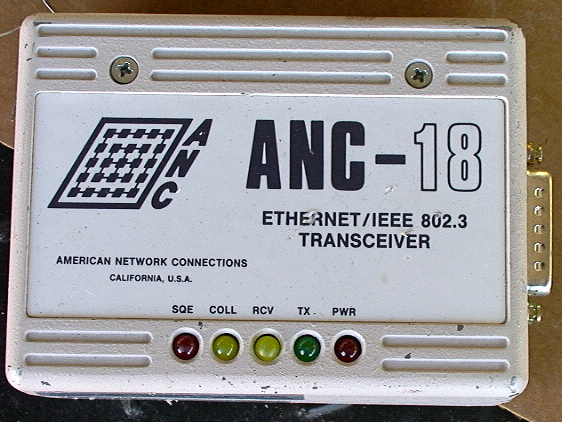 ANC
ANC-18
ETHERNET/IEEE 802.3
TRANSCEIVER
AMERICAN NETWORK CONNECTIONS
CALIFORNIA, U.S.A.
SQE COLL RCV TX PWR